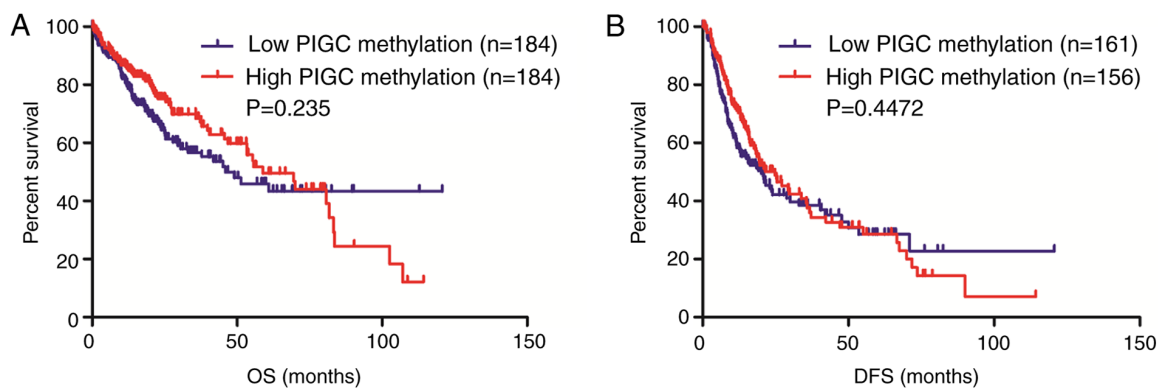 A
Percent survival
100
80
60
40
20
0
Low PIGC methylation (n=184)
High PIGC methylation (n=184)
P=0.235
0 50 100 150
OS (months)
B
Percent survival
100
80
60
40
20
0
Low PIGC methylation (n=161)
High PIGC methylation (n=156)
P=0.4472
0 50 100 150
DFS (months)